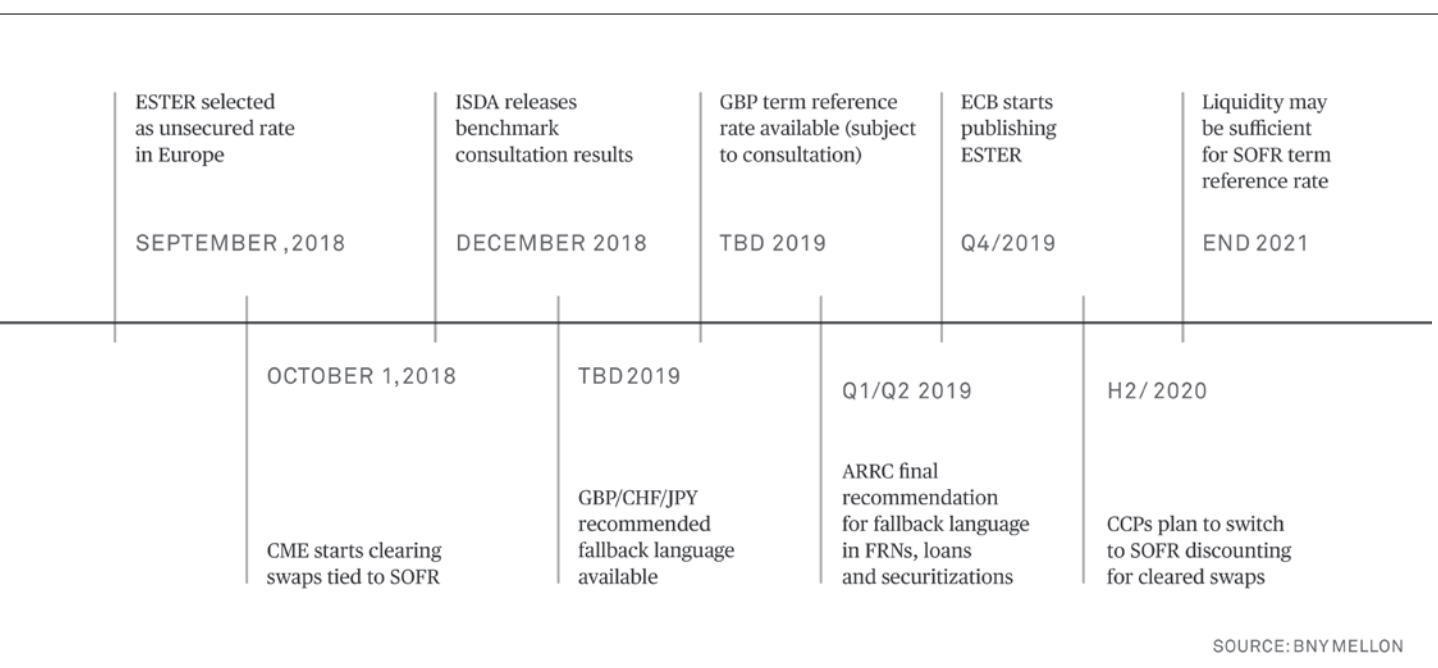 ESTER selected
as unsecured rate
in Europe
SEPTEMBER ,2018
ISDA releases
benchmark
consultation results
DECEMBER 2018
GBP term reference
rate available (subject
to consultation)
TBD 2019
ECB starts
publishing
ESTER
Q4/2019
Liquidity may
be sufficient
for SOFR term
reference rate
END 2021
OCTOBER 1,2018
CME starts clearing
swaps tied to SOFR
TBD2019
GBP/CHF/JPY
recommended
fallback language
available
Q1/Q2 2019
ARRC final
recommendation
for fallback language
in FRNs, loans
and securitizations
H2/ 2020
CCPs plan to switch
to SOFR discounting
for cleared swaps
SOURCE: BNY MELLON